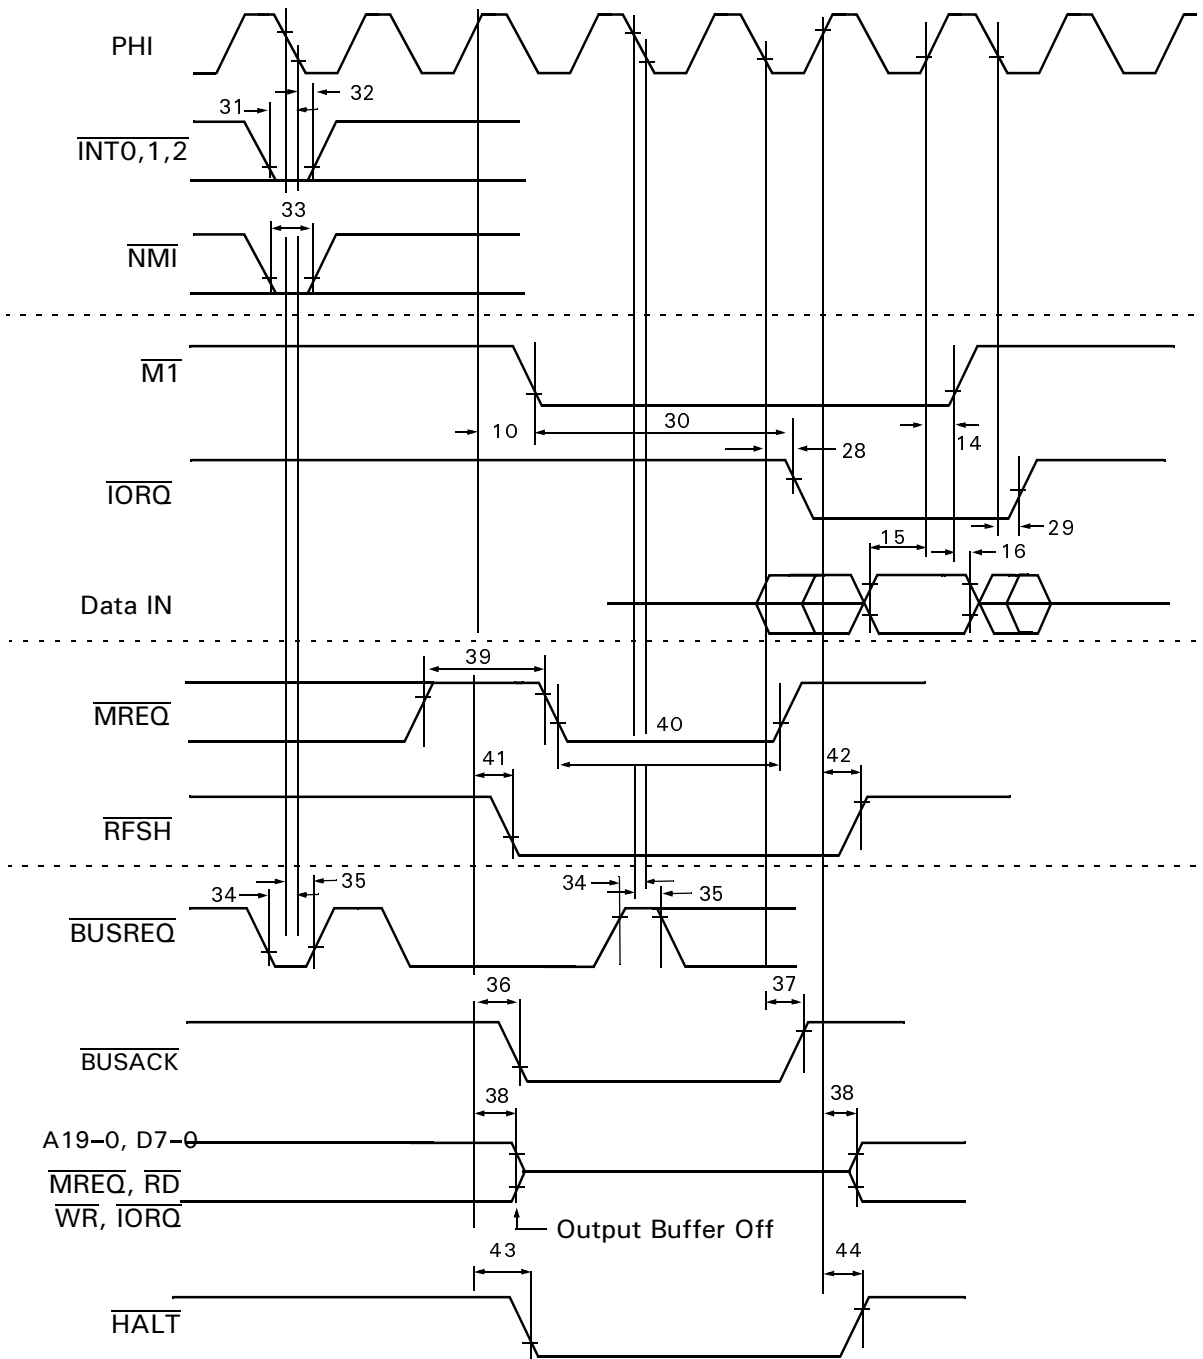 PHI
31
32
INT0,1,2
33
NMI
M1
10
30
14
28
IORQ
29
15
16
Data IN
39
MREQ
40
41
42
RFSH
34
35
34
35
BUSREQ
36
37
BUSACK
38
38
A19–0, D7–0
MREQ, RD
WR, IORQ
Output Buffer Off
43
44
HALT